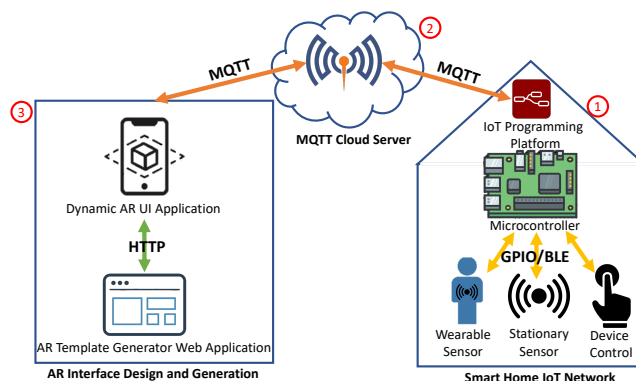 2
MQTT
MQTT
3
1
IoT Programming
Platform
MQTT Cloud Server
Dynamic AR UI Application
Microcontroller
HTTP
GPIO/BLE
AR Template Generator Web Application
Wearable
Sensor
Stationary
Sensor
Device
Control
AR Interface Design and Generation
Smart Home IoT Network